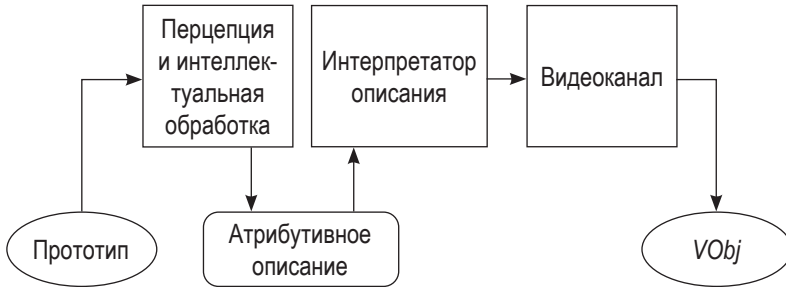 Перцепция
и интеллек-
туальная
обработка
Интерпретатор
описания
Видеоканал
Прототип
Атрибутивное
описание
VObj